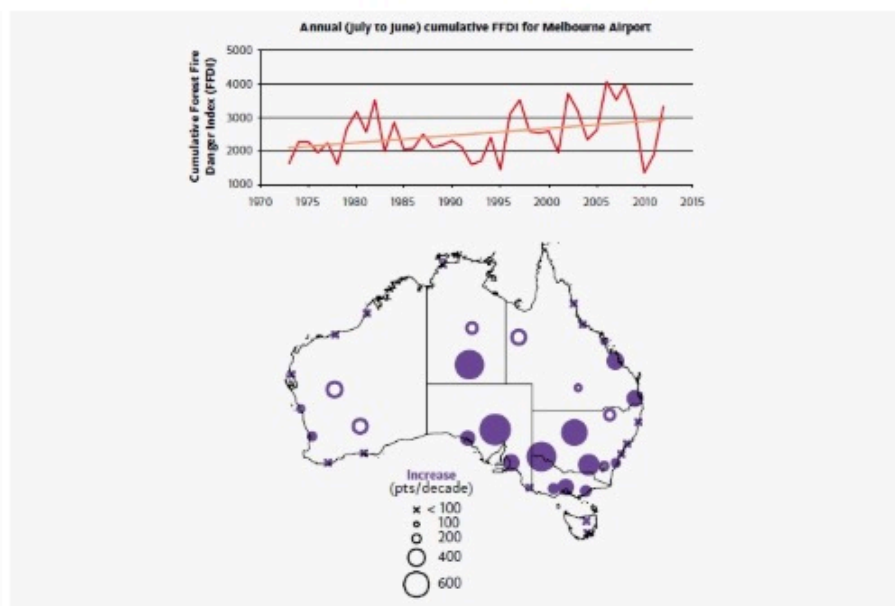 Annual (July to June) cumulative FFDI for Melbourne Airport
Cumulative Forest Fire
Danger Index (FFDI)
5000
4000
3000
2000
1000
1970 1975 1980 1985 1990 1995 2000 2005 2010 2015
Increase
(pts/decade)
< 100
100
200
400
600